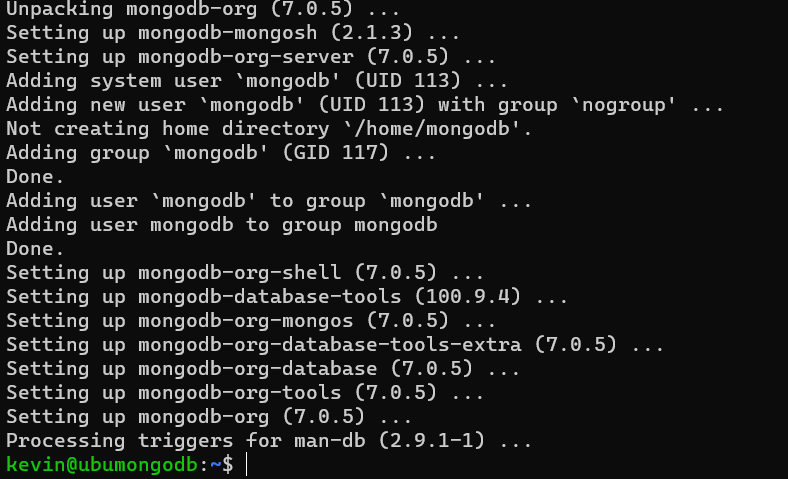 Unpacking mongodb-org (7.0.5) ...
Setting up mongodb-mongosh (2.1.3) ...
Setting up mongodb-org-server (7.0.5) ...
Adding system user `mongodb' (UID 113) ...
Adding new user `mongodb' (UID 113) with group `nogroup' ...
Not creating home directory `/home/mongodb'.
Adding group `mongodb' (GID 117) ...
Done.
Adding user `mongodb' to group `mongodb' ...
Adding user mongodb to group mongodb
Done.
Setting up mongodb-org-shell (7.0.5) ...
Setting up mongodb-database-tools (100.9.4) ...
Setting up mongodb-org-mongos (7.0.5) ...
Setting up mongodb-org-database-tools-extra (7.0.5) ...
Setting up mongodb-org-database (7.0.5) ...
Setting up mongodb-org-tools (7.0.5) ...
Setting up mongodb-org (7.0.5) ...
Processing triggers for man-db (2.9.1-1) ...
kevin@ubumongodb:~$